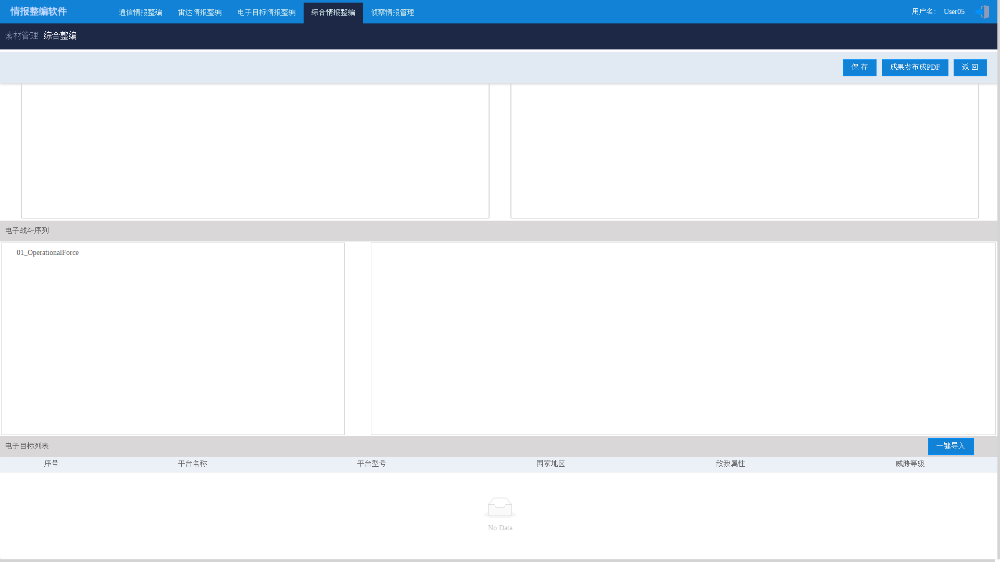 情报整编软件 通信情报整编 雷达情报整编 电子目标情报整编 综合情报整编 侦察情报管理 用户名： User05
素材管理 综合整编
保 存 成果发布成PDF 返 回
电子战斗序列
01_OperationalForce
电子目标列表 一键导入
序号 平台名称 平台型号 国家地区 敌我属性 威胁等级
No Data